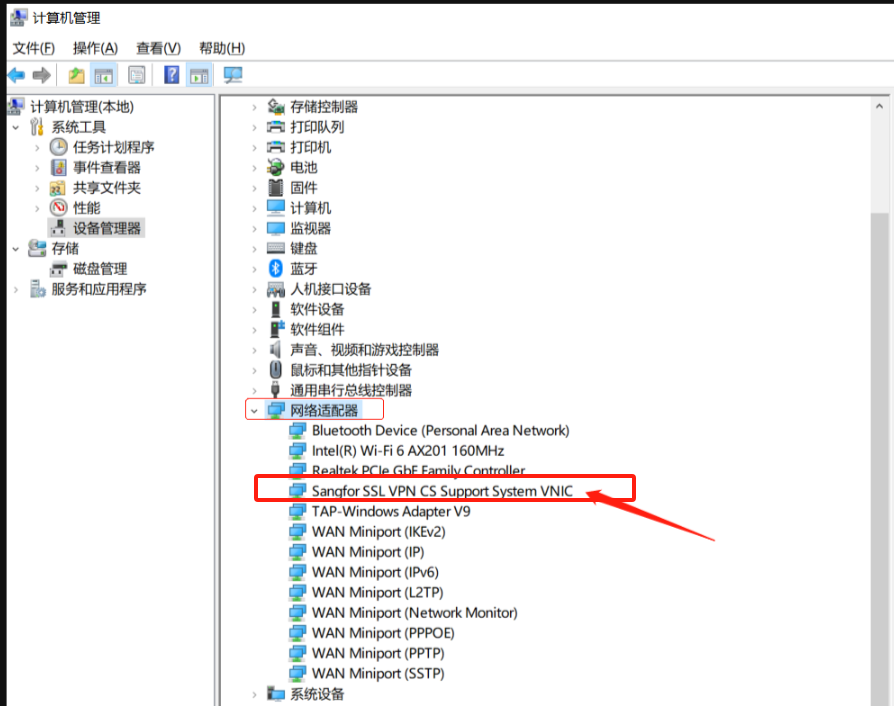 计算机管理
文件(F) 操作(A) 查看(V) 帮助(H)
计算机管理(本地)
系统工具
任务计划程序
事件查看器
共享文件夹
性能
设备管理器
存储
磁盘管理
服务和应用程序
存储控制器
打印队列
打印机
电池
固件
计算机
监视器
键盘
蓝牙
人机接口设备
软件设备
软件组件
声音、视频和游戏控制器
鼠标和其他指针设备
通用串行总线控制器
网络适配器
Bluetooth Device (Personal Area Network)
Intel(R) Wi-Fi 6 AX201 160MHz
Realtek PCIe GbE Family Controller
Sangfor SSL VPN CS Support System VNIC
TAP-Windows Adapter V9
WAN Miniport (IKEv2)
WAN Miniport (IP)
WAN Miniport (IPv6)
WAN Miniport (L2TP)
WAN Miniport (Network Monitor)
WAN Miniport (PPPOE)
WAN Miniport (PPTP)
WAN Miniport (SSTP)
系统设备